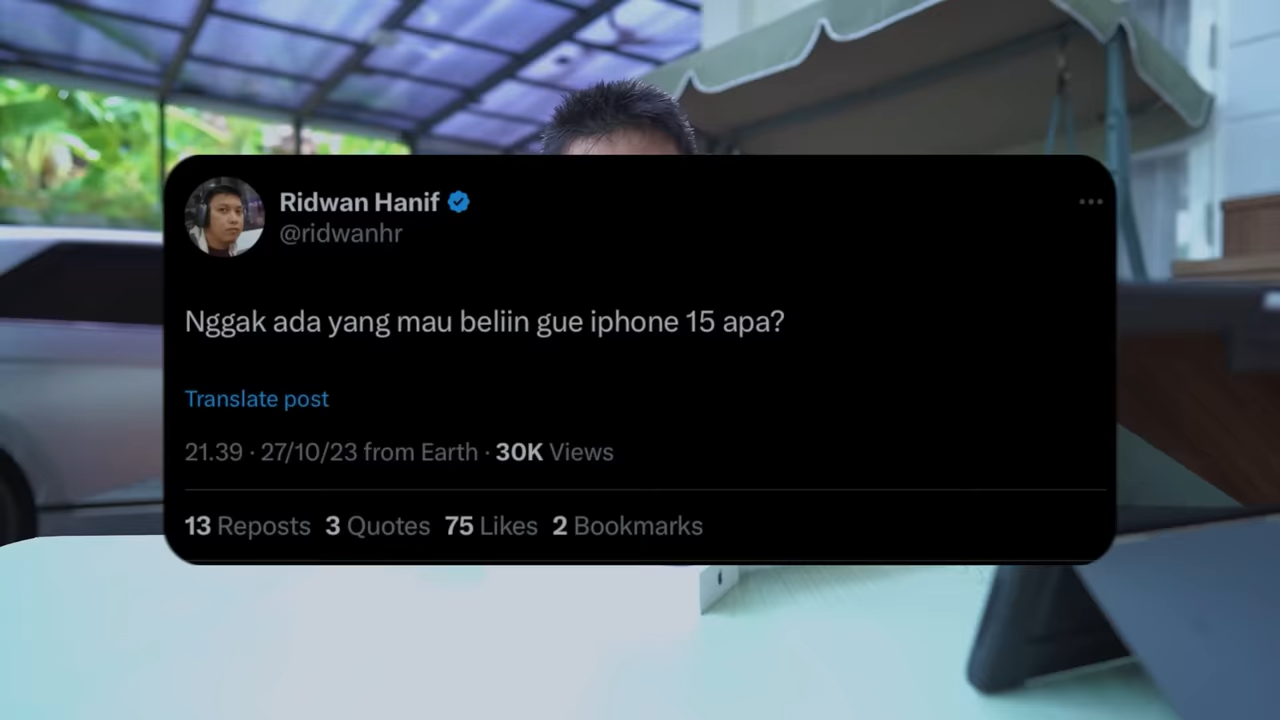 Ridwan Hanif
@ridwanhr
Nggak ada yang mau beliin gue iphone 15 apa?
Translate post
21.39 · 27/10/23 from Earth · 30K Views
13 Reposts 3 Quotes 75 Likes 2 Bookmarks